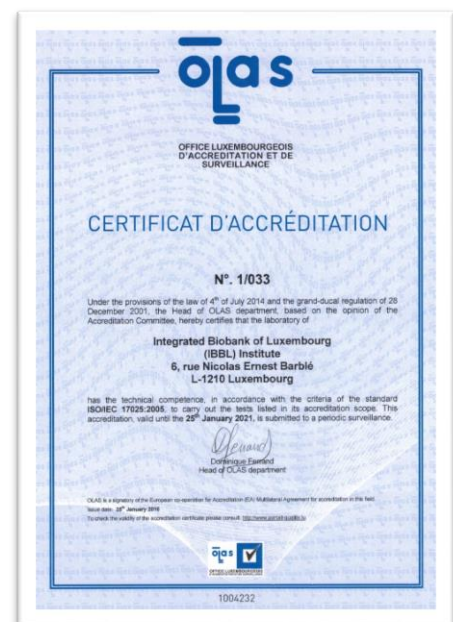 OLAS
OFFICE LUXEMBOURGEOIS
D'ACCREDITATION ET DE
SURVEILLANCE
CERTIFICAT D'ACCRÉDITATION
N°. 1/033
Under the provisions of the law of 4th of July 2014 and the grand-ducal regulation of 28
December 2001, the Head of OLAS department, based on the opinion of the
Accreditation Committee, hereby certifies that the laboratory of
Integrated Biobank of Luxembourg
(IBBL) Institute
6, rue Nicolas Ernest Barblé
L-1210 Luxembourg
has the technical competence, in accordance with the criteria of the standard
ISO/IEC 17025:2005, to carry out the tests listed in its accreditation scope. This
accreditation, valid until the 25th January 2021, is submitted to a periodic surveillance.
Dominique Ferrand
Head of OLAS department
OLAS is a signatory of the European co-operation for Accreditation (EA) Multilateral Agreement for accreditation in this field.
Issue date: 25th January 2016
To check the validity of the accreditation certificate please consult:
OLAS
1004232